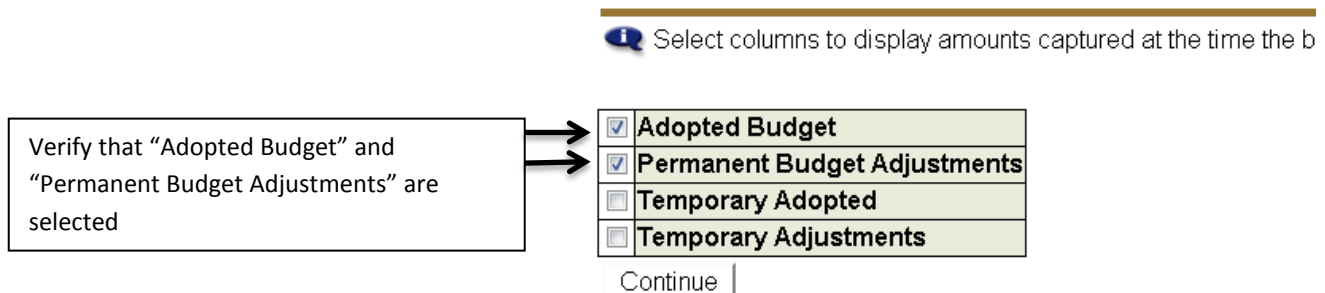 Select columns to display amounts captured at the time the b
Verify that “Adopted Budget” and
“Permanent Budget Adjustments” are
selected
Adopted Budget
Permanent Budget Adjustments
Temporary Adopted
Temporary Adjustments
Continue